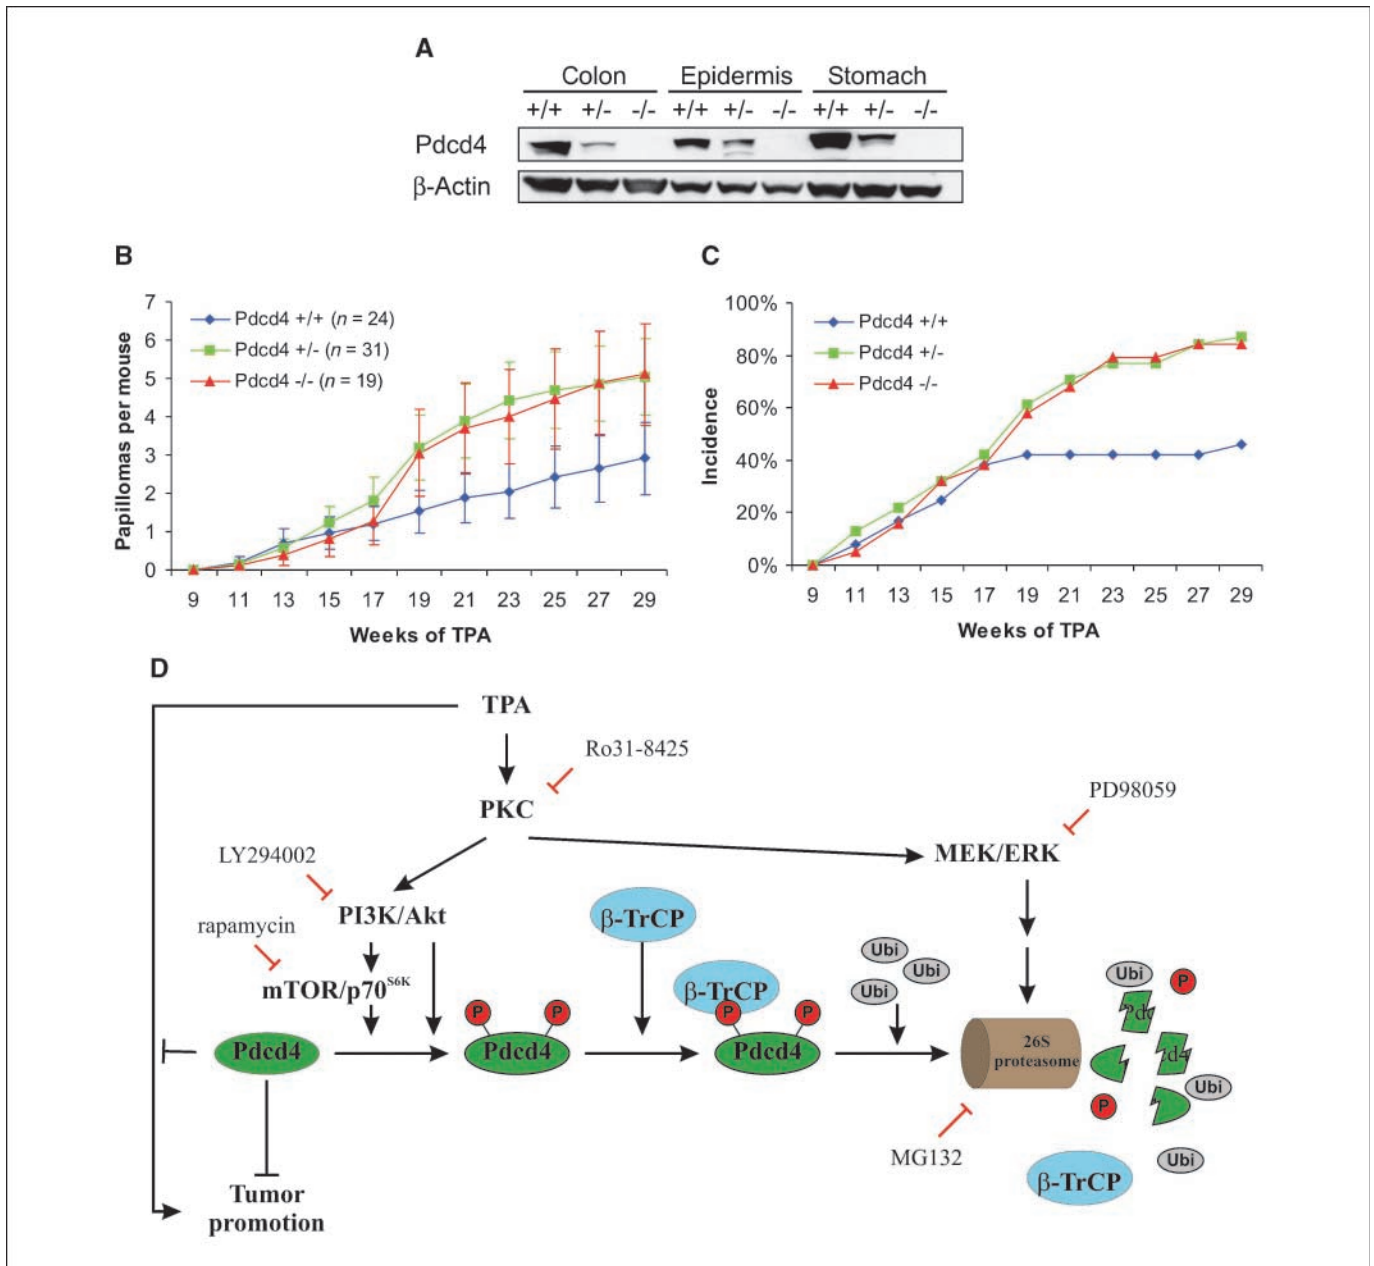 A
Colon Epidermis Stomach
+/+ +/- -/- +/+ +/- -/- +/+ +/- -/-
Pdcd4
β-Actin
B
7
6
5
4
3
2
1
0
Papillomas per mouse
Pdcd4 +/+ (n = 24)
Pdcd4 +/- (n = 31)
Pdcd4 -/- (n = 19)
9 11 13 15 17 19 21 23 25 27 29
Weeks of TPA
C
100%
80%
60%
40%
20%
0%
Incidence
Pdcd4 +/+
Pdcd4 +/-
Pdcd4 -/-
9 11 13 15 17 19 21 23 25 27 29
Weeks of TPA
D
TPA
Ro31-8425
PKC
PD98059
LY294002
MEK/ERK
PI3K/Akt
β-TrCP
rapamycin
Ubi
Ubi
Ubi
mTOR/p70S6K
β-TrCP
P
P
P
P
Pdcd4
Pdcd4
Pdcd4
26S
proteasome
Ubi
P
Pd
d4
Ubi
P
MG132
Ubi
β-TrCP
Tumor
promotion